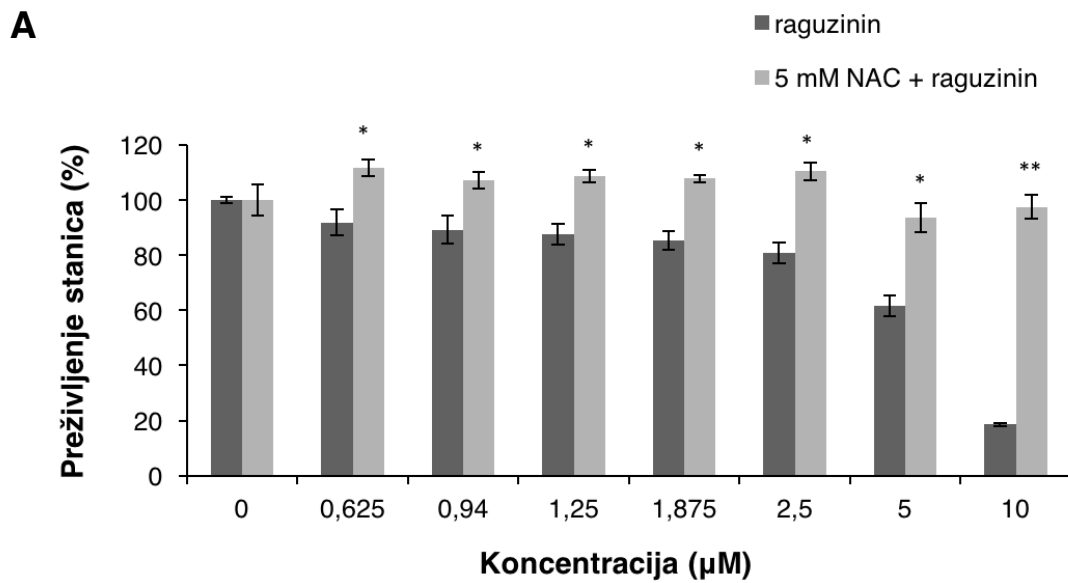 A
raguzinin
5 mM NAC + raguzinin
Preživljenje stanica (%)
120
100
80
60
40
20
0
* * * * * * **
0 0,625 0,94 1,25 1,875 2,5 5 10
Koncentracija (µM)